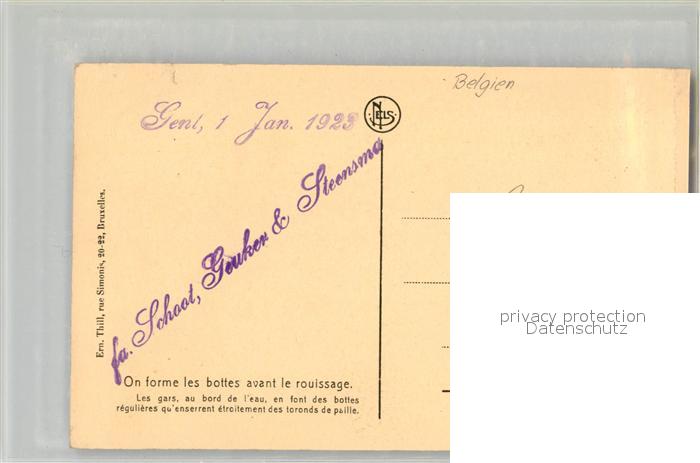 Belgien
Gent, 1 Jan. 1923
NELS
fa. Schoot, Geuker & Steensma
Ern. Thill, rue Simonis, 20-22, Bruxelles.
privacy protection
Datenschutz
On forme les bottes avant le rouissage.
Les gars, au bord de l'eau, en font des bottes
régulières qu'enserrent étroitement des toronds de paille.